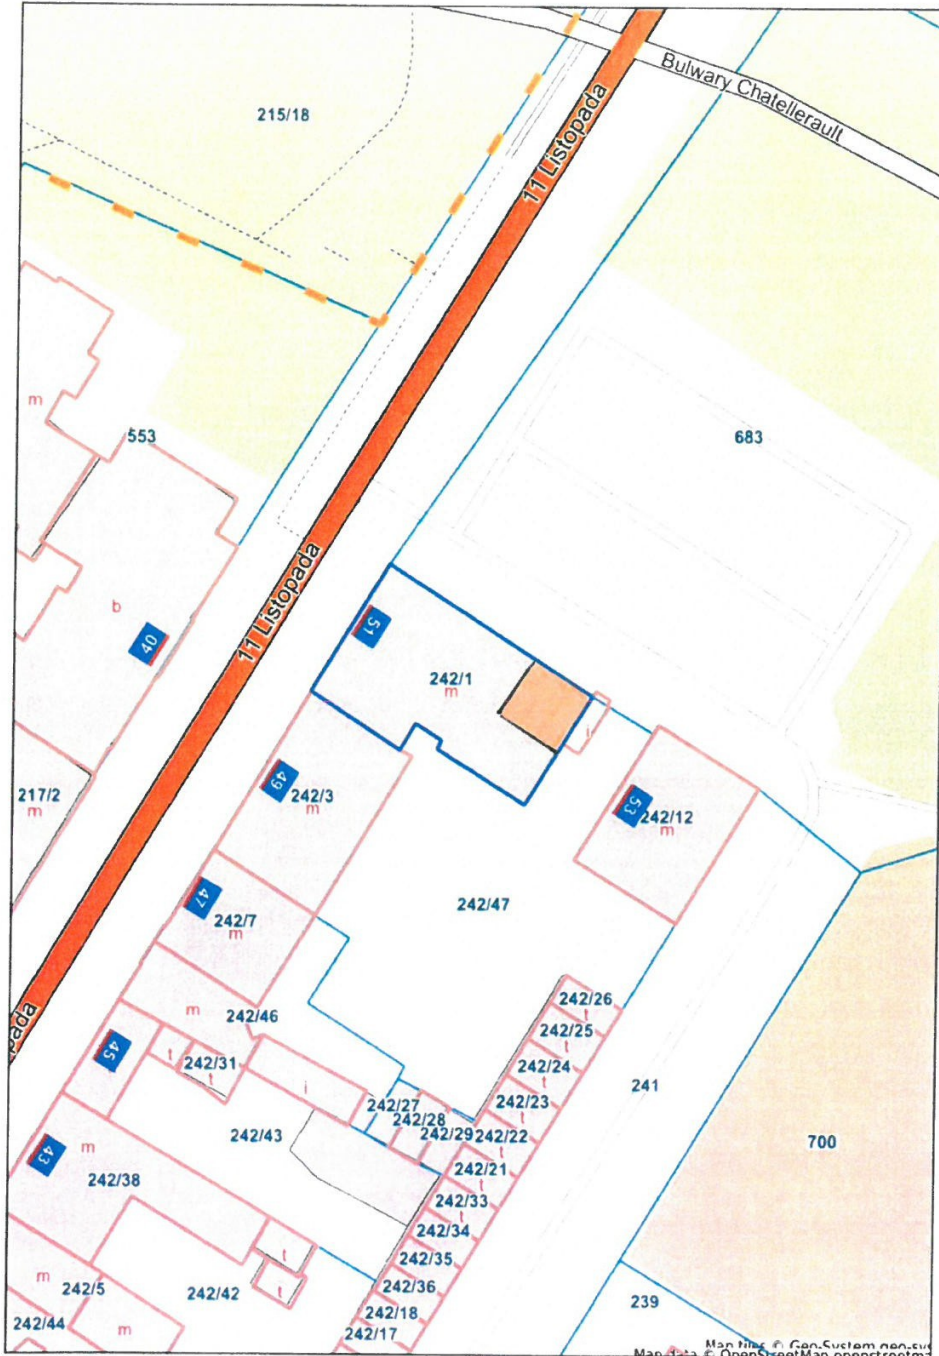 Bulwary Chatellerault
215/18
11 Listopada
m
553
683
b
40
11 Listopada
51
242/1
m
i
217/2
m
49
242/3
m
53
242/12
m
47
242/7
m
242/47
m
242/46
242/26
t
242/25
t
pada
45
t
242/31
t
i
242/24
t
242/23
t
241
242/27
242/28
242/29
242/22
t
242/43
700
43
m
242/38
242/21
t
242/33
t
242/34
242/35
t
t
m
242/5
242/42
242/36
239
242/18
242/44
m
242/17
Map tiles © Geo-System geo-sys
Map data © OpenStreetMap openstreetma